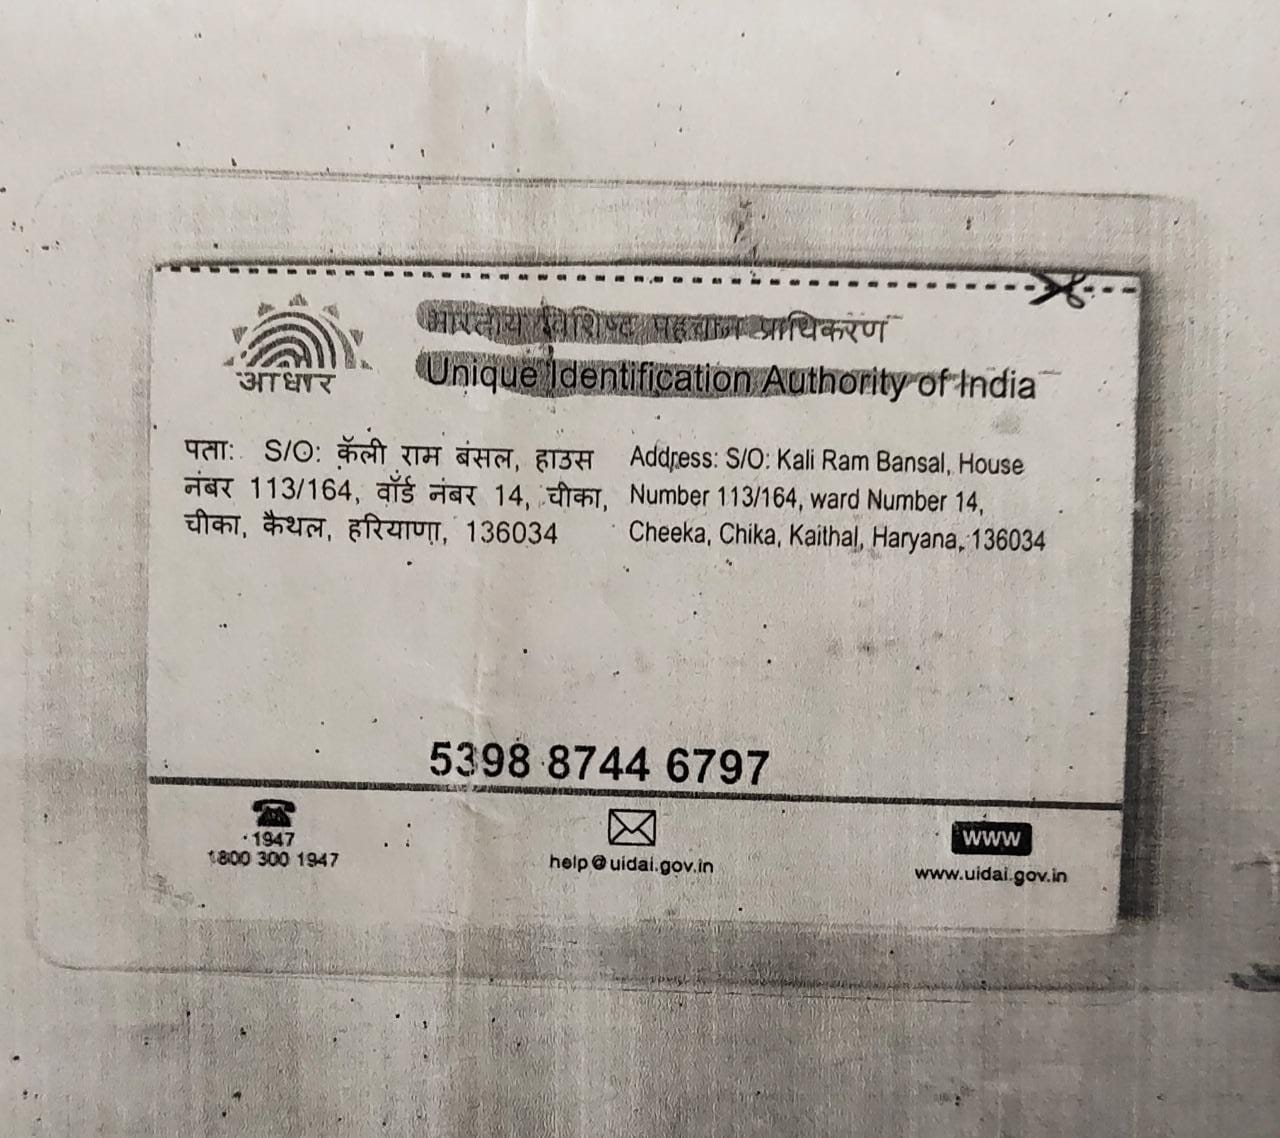 आधार
भारतीय विशिष्ट पहचान प्राधिकरण
Unique Identification Authority of India
पता: S/O: कॅली राम बंसल, हाउस
नंबर 113/164, वॉर्ड नंबर 14, चीका,
चीका, कैथल, हरियाणा, 136034
Address: S/O: Kali Ram Bansal, House
Number 113/164, ward Number 14,
Cheeka, Chika, Kaithal, Haryana, 136034
5398 8744 6797
1947
1800 300 1947
help@uidai.gov.in
www
www.uidai.gov.in